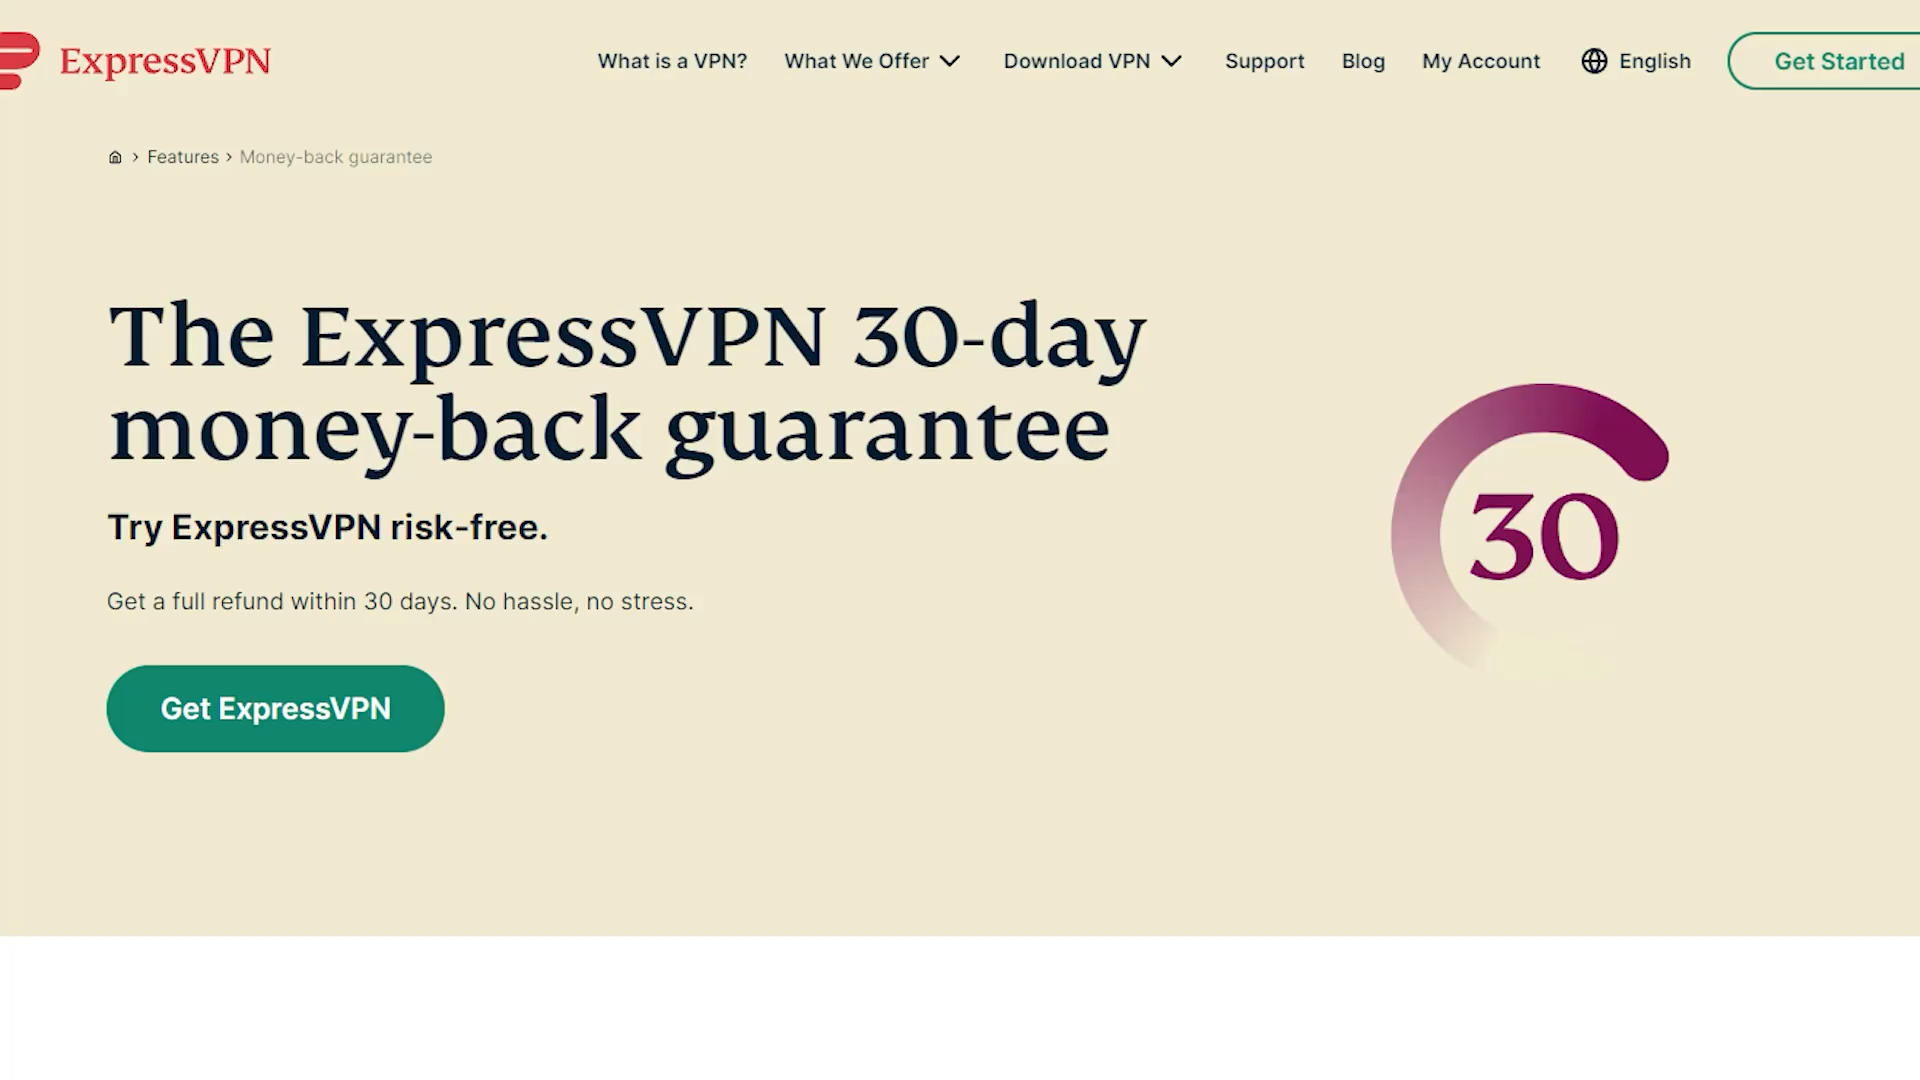 ExpressVPN
What is a VPN? What We Offer Download VPN Support Blog My Account English Get Started
Features > Money-back guarantee
The ExpressVPN 30-day
money-back guarantee
Try ExpressVPN risk-free.
Get a full refund within 30 days. No hassle, no stress.
Get ExpressVPN
30